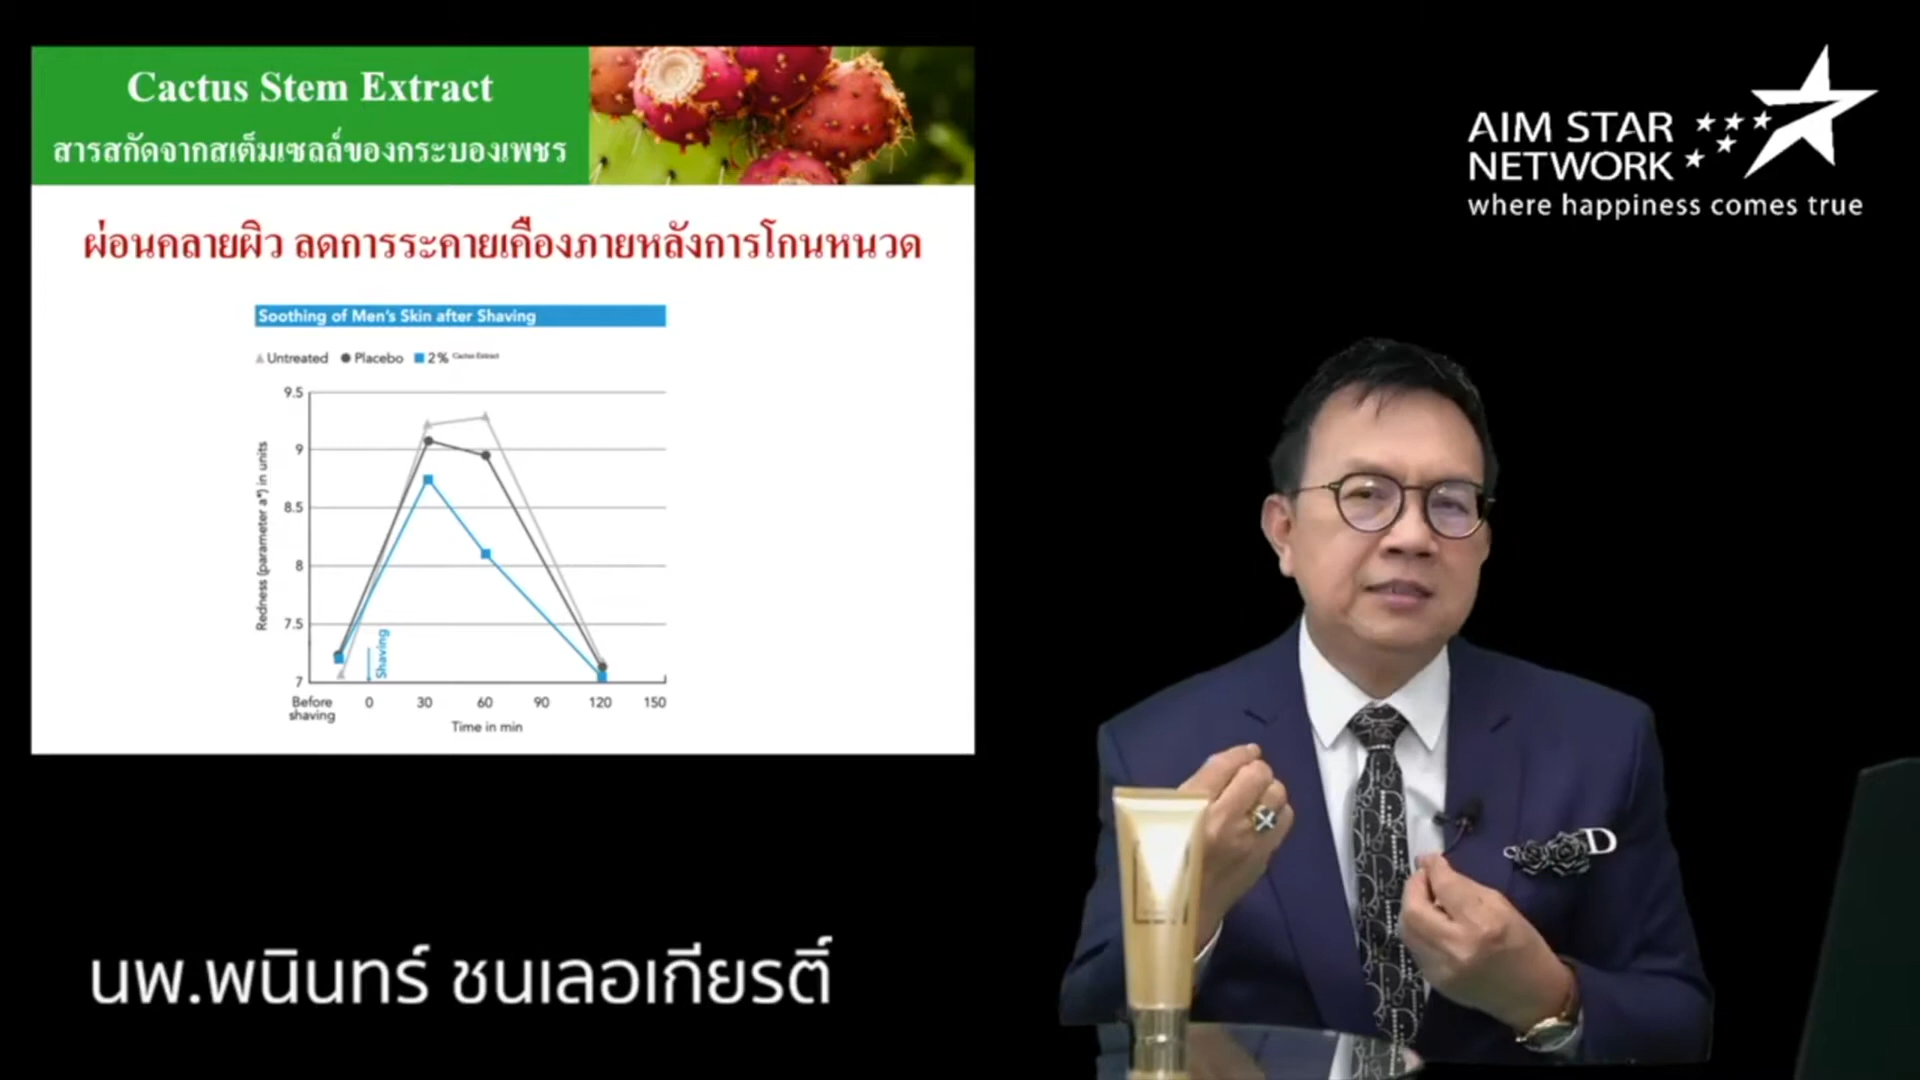 Cactus Stem Extract
สารสกัดจากสเต็มเซลล์ของกระบองเพชร
ผ่อนคลายผิว ลดการระคายเคืองภายหลังการโกนหนวด
Soothing of Men's Skin after Shaving
Untreated Placebo 2% Cactus Extract
Redness (parameter a*) in units
9.5
9
8.5
8
7.5
7
Shaving
Before shaving 0 30 60 90 120 150
Time in min
AIM STAR
NETWORK
where happiness comes true
D
นพ.พนินทร์ ชนเลอเกียรติ์